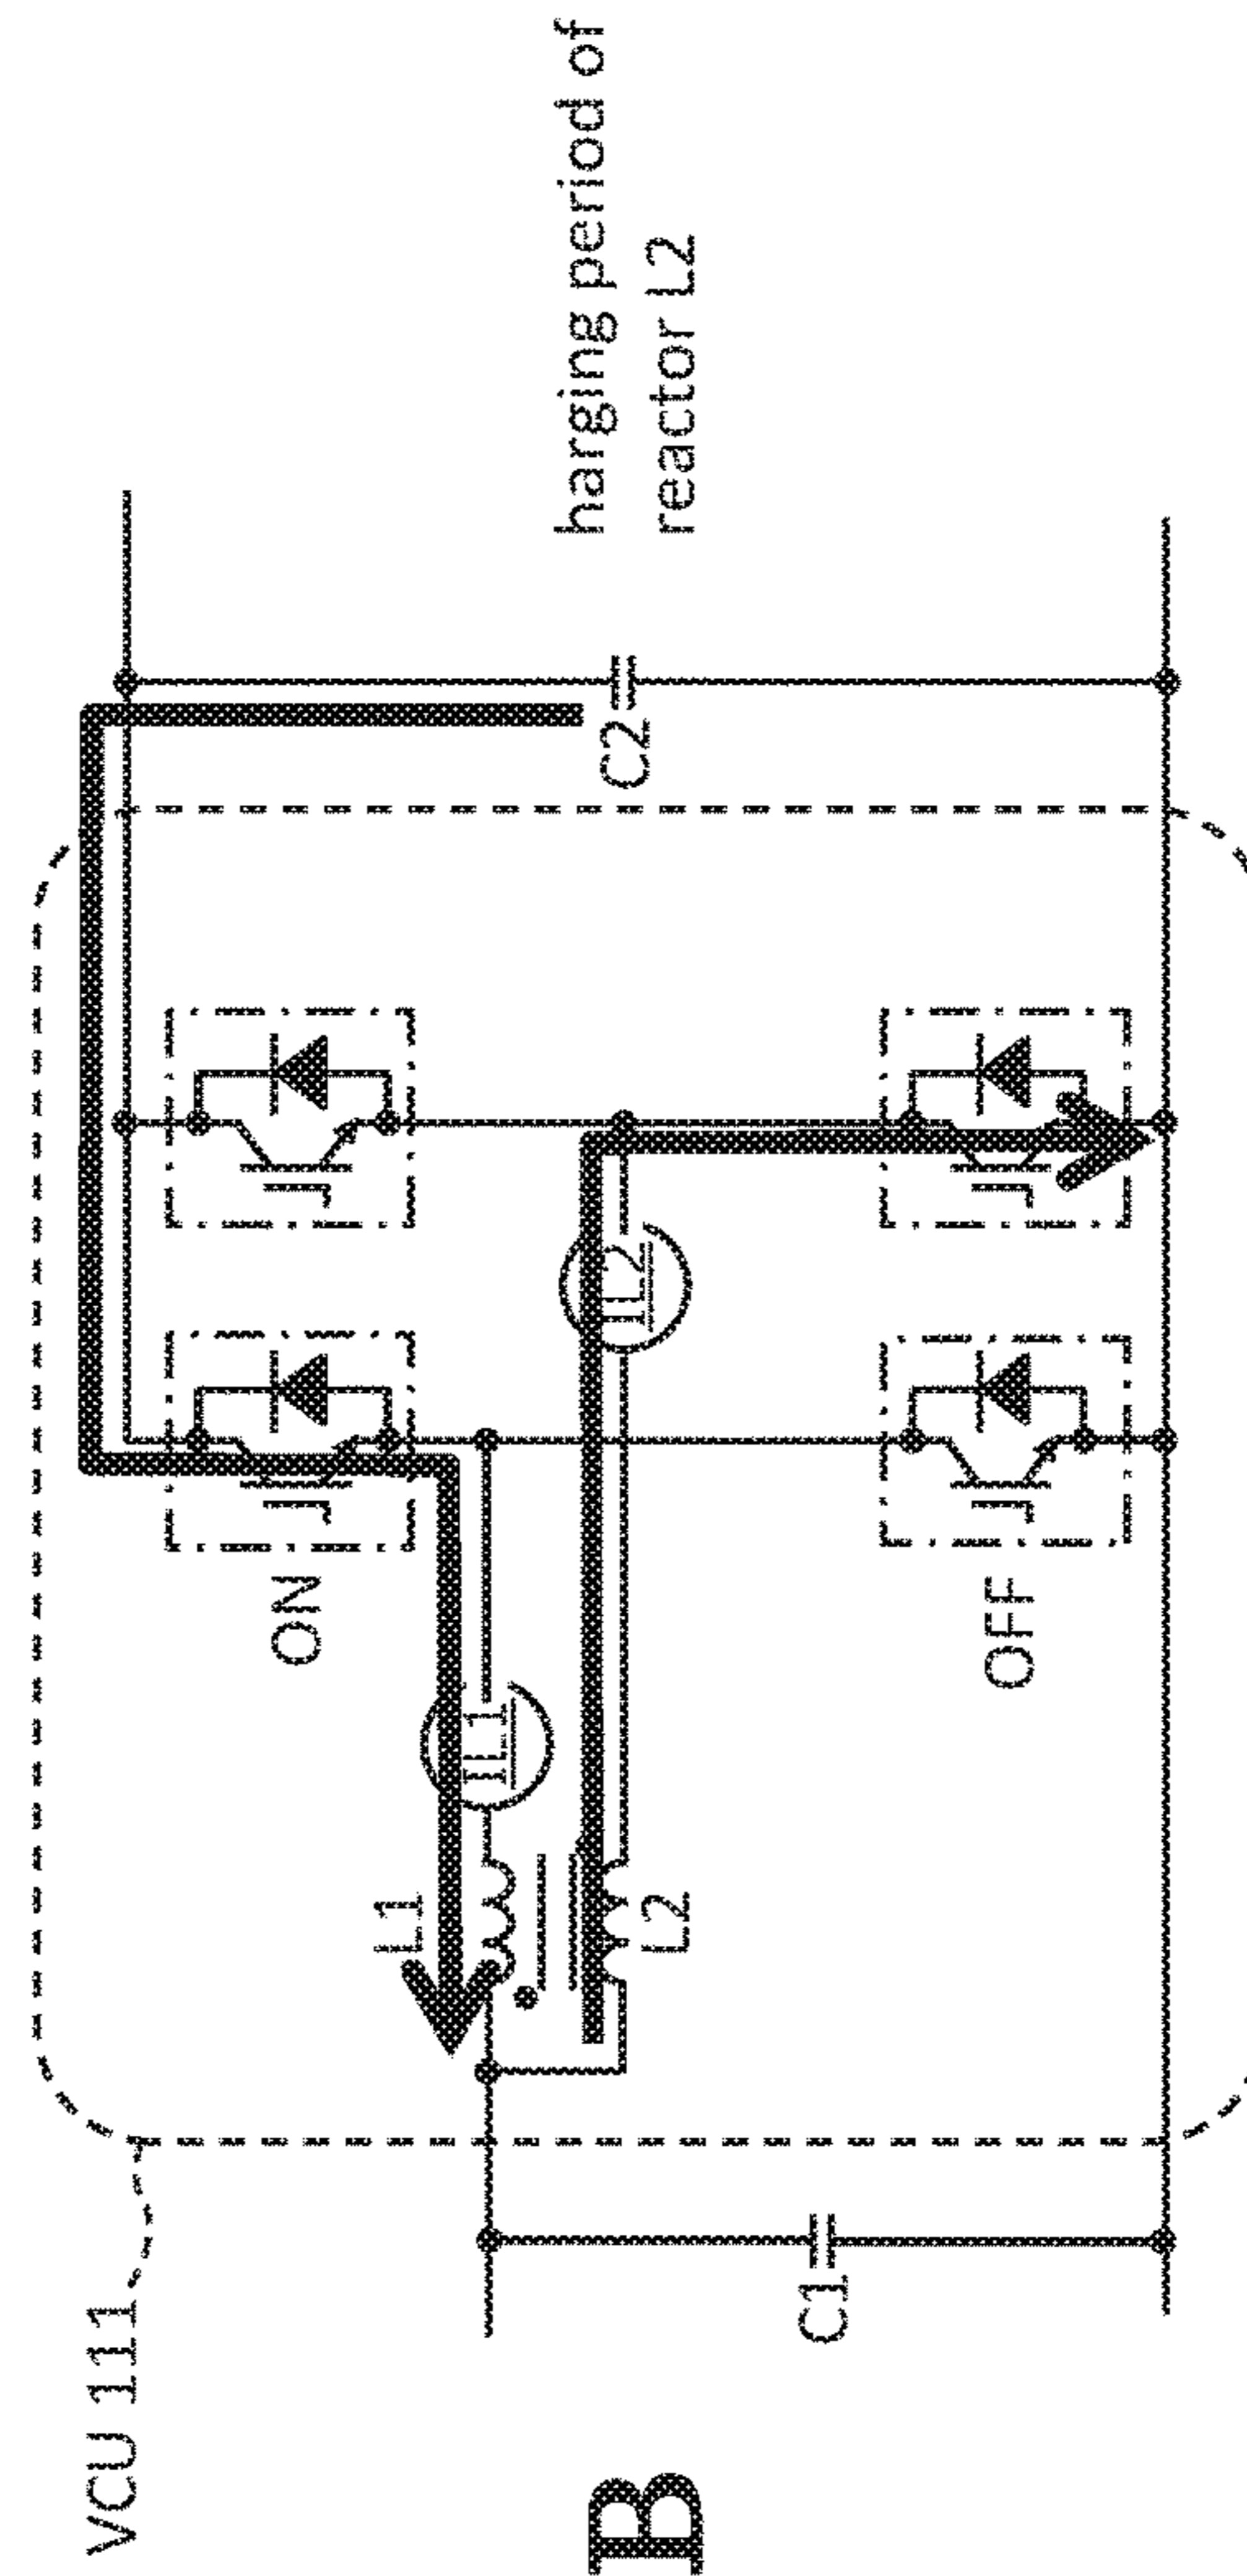 VCU 111
harging period of
reactor L2
ON
L1
IL1
IL2
L2
C2
C1
OFF
B